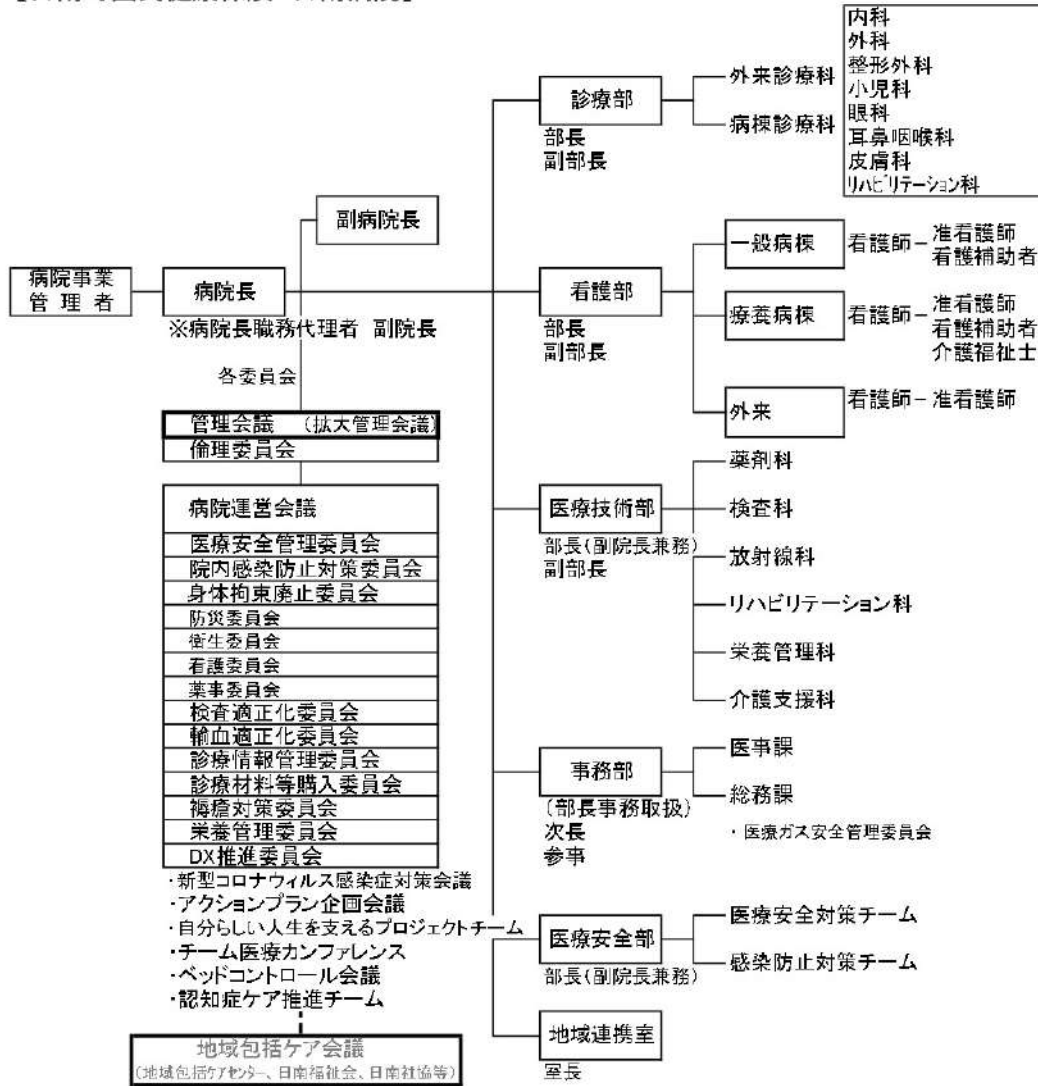 病院事業
管理者
病院長
※病院長職務代理者 副院長
副病院長
各委員会
管理会議 (拡大管理会議)
倫理委員会
病院運営会議
医療安全管理委員会
院内感染防止対策委員会
身体拘束廃止委員会
防災委員会
衛生委員会
看護委員会
薬事委員会
検査適正化委員会
輸血適正化委員会
診療情報管理委員会
診療材料等購入委員会
褥瘡対策委員会
栄養管理委員会
DX推進委員会
・新型コロナウィルス感染症対策会議
・アクションプラン企画会議
・自分らしい人生を支えるプロジェクトチーム
・チーム医療カンファレンス
・ベッドコントロール会議
・認知症ケア推進チーム
地域包括ケア会議
(地域包括ケアセンター、日南福祉会、日南社協等)
診療部
部長
副部長
外来診療科
病棟診療科
内科
外科
整形外科
小児科
眼科
耳鼻咽喉科
皮膚科
リハビリテーション科
看護部
部長
副部長
一般病棟 看護師-准看護師
看護補助者
療養病棟 看護師-准看護師
看護補助者
介護福祉士
外来 看護師-准看護師
医療技術部
部長(副院長兼務)
副部長
薬剤科
検査科
放射線科
リハビリテーション科
栄養管理科
介護支援科
事務部
(部長事務取扱)
次長
参事
医事課
総務課
・医療ガス安全管理委員会
医療安全部
部長(副院長兼務)
医療安全対策チーム
感染防止対策チーム
地域連携室
室長